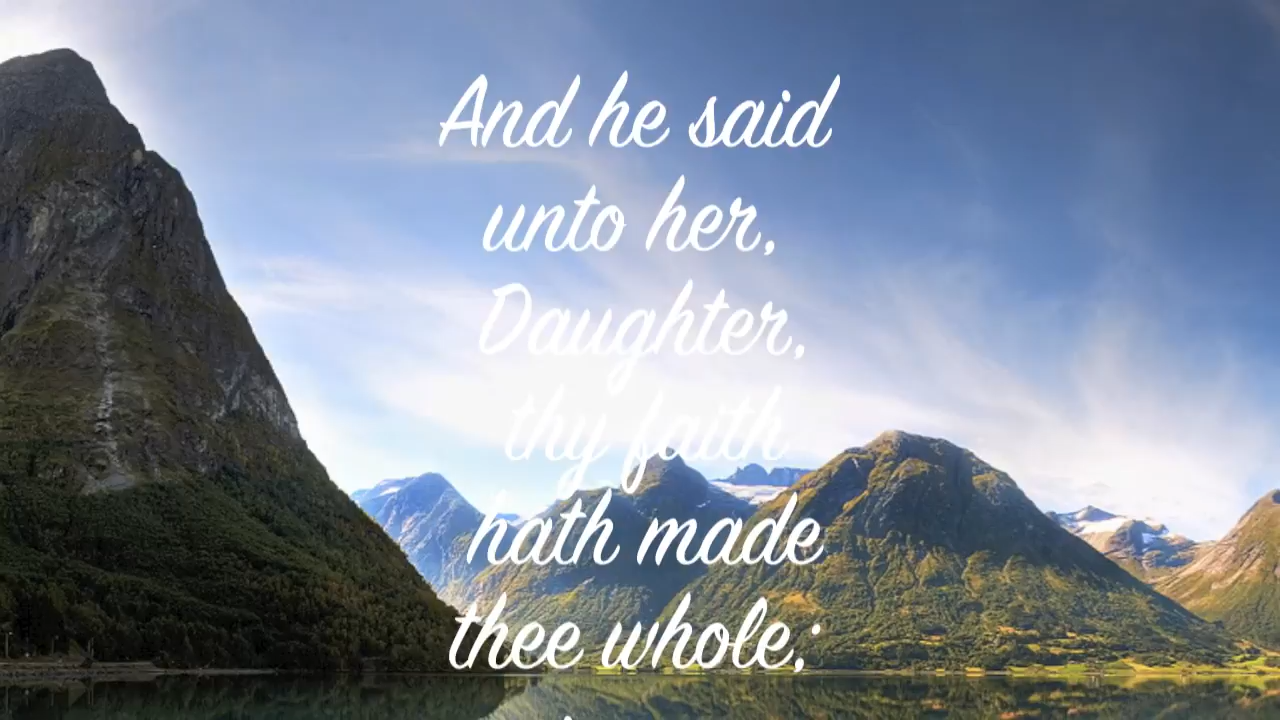 And he said
unto her,
Daughter,
thy faith
hath made
thee whole;